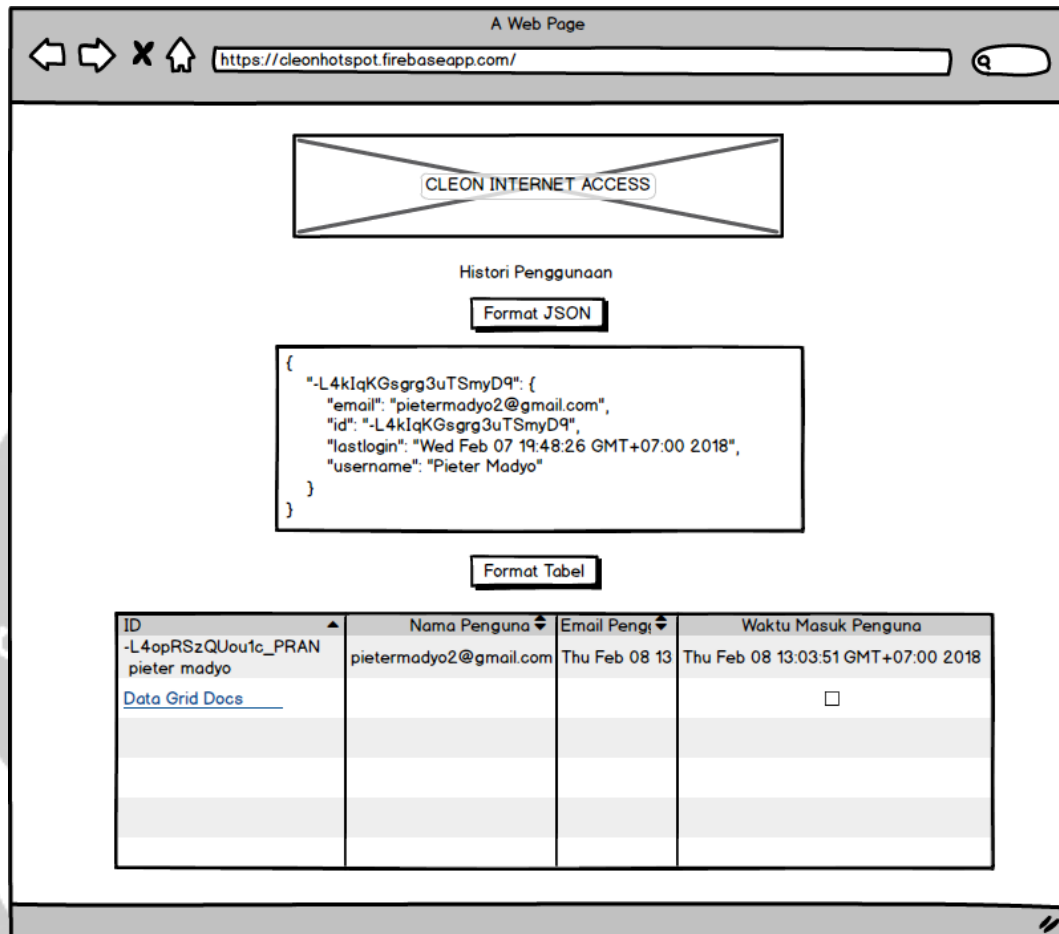 A Web Page
https://cleonhotspot.firebaseapp.com/
CLEON INTERNET ACCESS
Histori Penggunaan
Format JSON
{
"-L4kIqKGsgrg3uTSmyD9": {
"email": "pietermadyo2@gmail.com",
"id": "-L4kIqKGsgrg3uTSmyD9",
"lastlogin": "Wed Feb 07 19:48:26 GMT+07:00 2018",
"username": "Pieter Madyo"
}
}
Format Tabel
ID Nama Penguna Email Pengg Waktu Masuk Penguna
-L4opRSzQUou1c_PRAN
pieter madyo pietermadyo2@gmail.com Thu Feb 08 13 Thu Feb 08 13:03:51 GMT+07:00 2018
Data Grid Docs